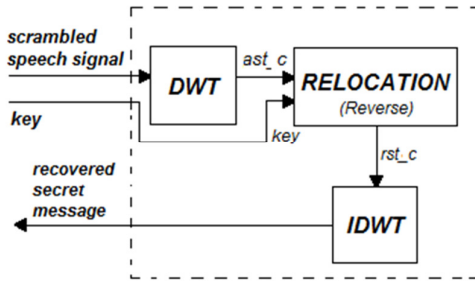 scrambled
speech signal
DWT
ast_c
RELOCATION
(Reverse)
key
key
rst_c
recovered
secret
message
IDWT